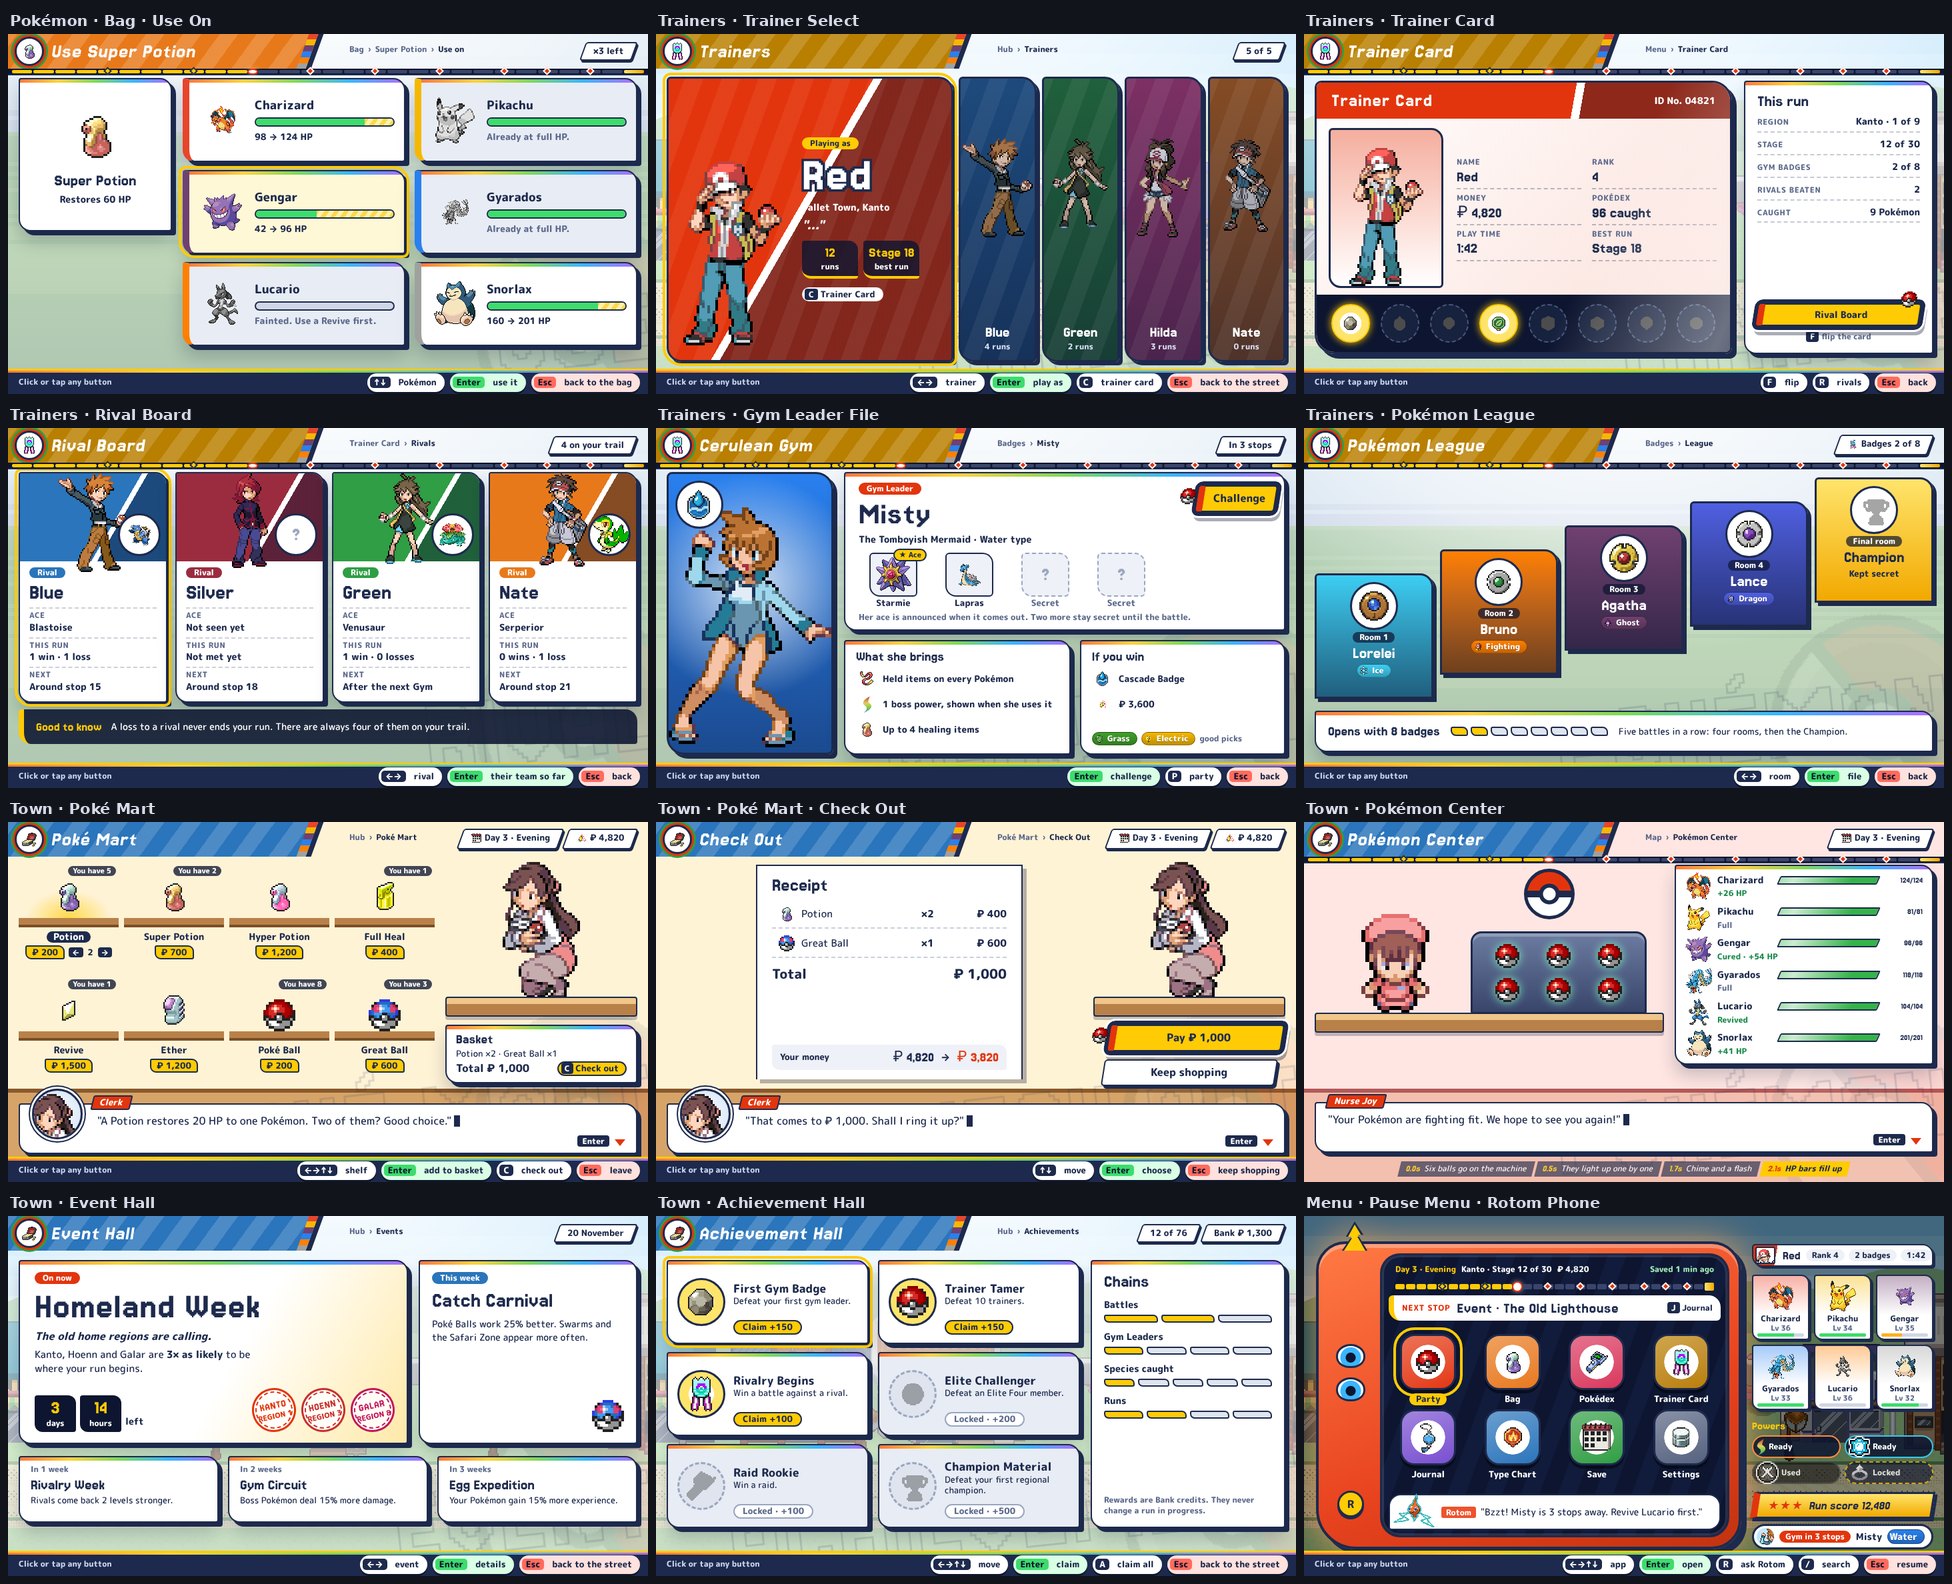 Pokémon · Bag · Use On
Use Super Potion
Bag › Super Potion › Use on
×3 left
Super Potion
Restores 60 HP
Charizard
98 → 124 HP
Pikachu
Already at full HP.
Gengar
42 → 96 HP
Gyarados
Already at full HP.
Lucario
Fainted. Use a Revive first.
Snorlax
160 → 201 HP
Click or tap any button
↑↓ Pokémon
Enter use it
Esc back to the bag
Trainers · Trainer Select
Trainers
Hub › Trainers
5 of 5
Playing as
Red
allet Town, Kanto
"..."
12
runs
Stage 18
best run
C Trainer Card
Blue
4 runs
Green
2 runs
Hilda
3 runs
Nate
0 runs
Click or tap any button
←→ trainer
Enter play as
C trainer card
Esc back to the street
Trainers · Trainer Card
Trainer Card
Menu › Trainer Card
Trainer Card
ID No. 04821
NAME
Red
RANK
4
MONEY
₽ 4,820
POKÉDEX
96 caught
PLAY TIME
1:42
BEST RUN
Stage 18
This run
REGION Kanto · 1 of 9
STAGE 12 of 30
GYM BADGES 2 of 8
RIVALS BEATEN 2
CAUGHT 9 Pokémon
Rival Board
F flip the card
Click or tap any button
F flip
R rivals
Esc back
Trainers · Rival Board
Rival Board
Trainer Card › Rivals
4 on your trail
Rival
Blue
ACE
Blastoise
THIS RUN
1 win · 1 loss
NEXT
Around stop 15
?
Rival
Silver
ACE
Not seen yet
THIS RUN
Not met yet
NEXT
Around stop 18
Rival
Green
ACE
Venusaur
THIS RUN
1 win · 0 losses
NEXT
After the next Gym
Rival
Nate
ACE
Serperior
THIS RUN
0 wins · 1 loss
NEXT
Around stop 21
Good to know A loss to a rival never ends your run. There are always four of them on your trail.
Click or tap any button
←→ rival
Enter their team so far
Esc back
Trainers · Gym Leader File
Cerulean Gym
Badges › Misty
In 3 stops
Gym Leader
Challenge
Misty
The Tomboyish Mermaid · Water type
★ Ace
Starmie
Lapras
?
Secret
?
Secret
Her ace is announced when it comes out. Two more stay secret until the battle.
What she brings
Held items on every Pokémon
1 boss power, shown when she uses it
Up to 4 healing items
If you win
Cascade Badge
₽ 3,600
Grass
Electric
good picks
Click or tap any button
Enter challenge
P party
Esc back
Trainers · Pokémon League
Pokémon League
Badges › League
Badges 2 of 8
Room 1
Lorelei
Ice
Room 2
Bruno
Fighting
Room 3
Agatha
Ghost
Room 4
Lance
Dragon
Final room
Champion
Kept secret
Opens with 8 badges
Five battles in a row: four rooms, then the Champion.
Click or tap any button
←→ room
Enter file
Esc back
Town · Poké Mart
Poké Mart
Hub › Poké Mart
Day 3 · Evening
₽ 4,820
You have 5
Potion
₽ 200
← 2 →
You have 2
Super Potion
₽ 700
Hyper Potion
₽ 1,200
You have 1
Full Heal
₽ 400
You have 1
Revive
₽ 1,500
Ether
₽ 1,200
You have 8
Poké Ball
₽ 200
You have 3
Great Ball
₽ 600
Basket
Potion ×2 · Great Ball ×1
Total ₽ 1,000
C Check out
Clerk
"A Potion restores 20 HP to one Pokémon. Two of them? Good choice."
Enter
Click or tap any button
←→↑↓ shelf
Enter add to basket
C check out
Esc leave
Town · Poké Mart · Check Out
Check Out
Poké Mart › Check Out
Day 3 · Evening
₽ 4,820
Receipt
Potion ×2 ₽ 400
Great Ball ×1 ₽ 600
Total ₽ 1,000
Your money ₽ 4,820 → ₽ 3,820
Pay ₽ 1,000
Keep shopping
Clerk
"That comes to ₽ 1,000. Shall I ring it up?"
Enter
Click or tap any button
↑↓ move
Enter choose
Esc keep shopping
Town · Pokémon Center
Pokémon Center
Map › Pokémon Center
Day 3 · Evening
Charizard 124/124
+26 HP
Pikachu 81/81
Full
Gengar 98/98
Cured · +54 HP
Gyarados 118/118
Full
Lucario 104/104
Revived
Snorlax 201/201
+41 HP
Nurse Joy
"Your Pokémon are fighting fit. We hope to see you again!"
Enter
0.0s Six balls go on the machine
0.5s They light up one by one
1.7s Chime and a flash
2.1s HP bars fill up
Town · Event Hall
Event Hall
Hub › Events
20 November
On now
Homeland Week
The old home regions are calling.
Kanto, Hoenn and Galar are 3× as likely to be
where your run begins.
3
days
14
hours
left
KANTO
REGION 1
HOENN
REGION 3
GALAR
REGION 8
This week
Catch Carnival
Poké Balls work 25% better. Swarms and
the Safari Zone appear more often.
In 1 week
Rivalry Week
Rivals come back 2 levels stronger.
In 2 weeks
Gym Circuit
Boss Pokémon deal 15% more damage.
In 3 weeks
Egg Expedition
Your Pokémon gain 15% more experience.
Click or tap any button
←→ event
Enter details
Esc back to the street
Town · Achievement Hall
Achievement Hall
Hub › Achievements
12 of 76
Bank ₽ 1,300
First Gym Badge
Defeat your first gym leader.
Claim +150
Trainer Tamer
Defeat 10 trainers.
Claim +150
Rivalry Begins
Win a battle against a rival.
Claim +100
Elite Challenger
Defeat an Elite Four member.
Locked · +200
Raid Rookie
Win a raid.
Locked · +100
Champion Material
Defeat your first regional
champion.
Locked · +500
Chains
Battles
Gym Leaders
Species caught
Runs
Rewards are Bank credits. They never
change a run in progress.
Click or tap any button
←→↑↓ move
Enter claim
A claim all
Esc back to the street
Menu · Pause Menu · Rotom Phone
Day 3 · Evening Kanto · Stage 12 of 30 ₽ 4,820
Saved 1 min ago
NEXT STOP Event · The Old Lighthouse
J Journal
Party
Bag
Pokédex
Trainer Card
Journal
Type Chart
Save
Settings
R
Rotom "Bzzt! Misty is 3 stops away. Revive Lucario first."
Red
Rank 4
2 badges
1:42
Charizard
Lv 36
Pikachu
Lv 34
Gengar
Lv 35
Gyarados
Lv 33
Lucario
Lv 36
Snorlax
Lv 32
Powers
Ready
Ready
Used
Locked
★★★ Run score 12,480
Gym in 3 stops Misty Water
Click or tap any button
←→↑↓ app
Enter open
R ask Rotom
/ search
Esc resume